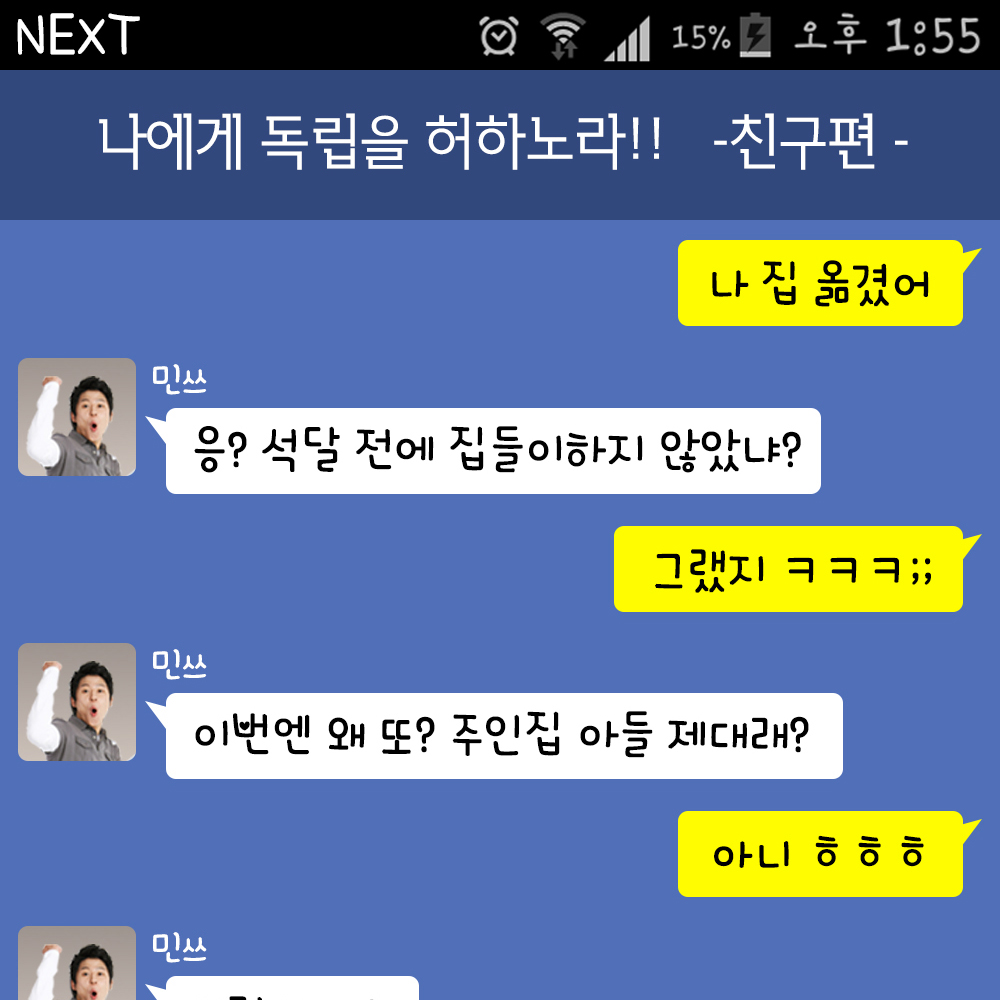 NEXT 15% 오후 1:55
나에게 독립을 허하노라!! -친구편 -
나 집 옮겼어
민쓰
응? 석달 전에 집들이하지 않았냐?
그랬지 ㅋㅋㅋ;;
민쓰
이번엔 왜 또? 주인집 아들 제대래?
아니 ㅎㅎㅎ
민쓰